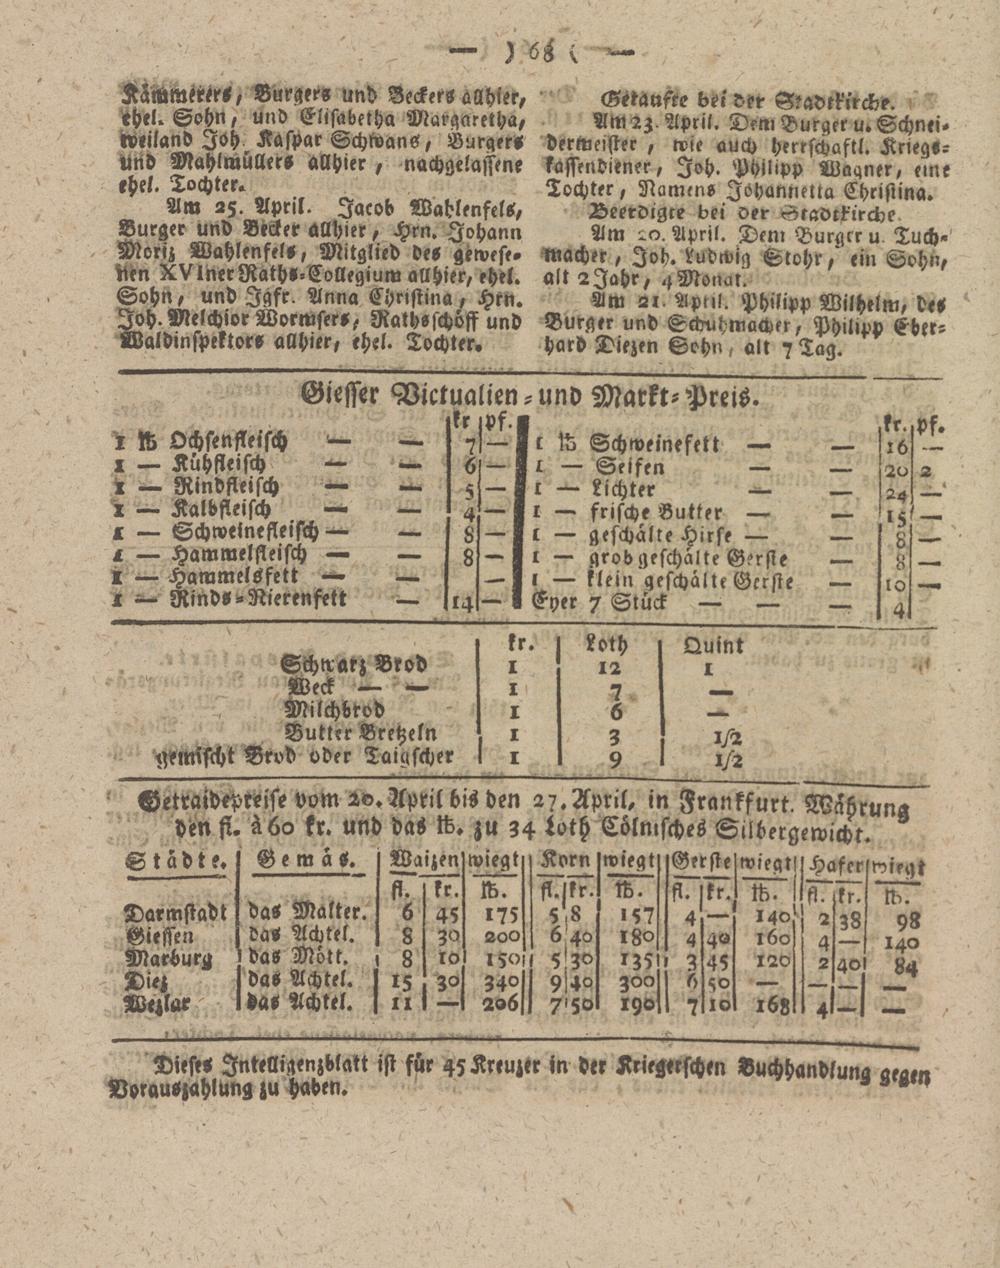 — ) 68 ( —
Kämmerers, Burgers und Beckers allhier,
ehel. Sohn, und Elisabetha Margaretha,
weiland Joh. Kaspar Schwans, Burgers
und Mahlmüllers allhier, nachgelassene
ehel. Tochter.
Am 25. April. Jacob Wahlenfels,
Burger und Becker allhier, Hrn. Johann
Moriz Wahlenfels, Mitglied des gewese-
nen XVIner Raths-Collegium allhier, ehel.
Sohn, und Jgfr. Anna Christina, Hrn.
Joh. Melchior Wormsers, Rathsschöff und
Waldinspektors allhier, ehel. Tochter.
Getaufte bei der Stadtkirche.
Am 23. April. Dem Burger u. Schnei-
dermeister, wie auch herrschaftl. Kriegs-
kassendiener, Joh. Philipp Wagner, eine
Tochter, Namens Johannetta Christina.
Beerdigte bei der Stadtkirche
Am 20. April. Dem Burger u. Tuch-
macher, Joh. Ludwig Stohr, ein Sohn,
alt 2 Jahr, 4 Monat.
Am 21. April. Philipp Wilhelm, des
Burger und Schuhmacher, Philipp Eber-
hard Diezen Sohn, alt 7 Tag.
Giesser Victualien- und Markt-Preis.
kr pf.
1 ℔ Ochsenfleisch — — 7 —
1 — Kühfleisch — — 6 —
1 — Rindfleisch — — 5 —
1 — Kalbfleisch — — 4 —
1 — Schweinefleisch — — 8 —
1 — Hammelfleisch — — 8 —
1 — Hammelsfett — — —
1 — Rinds-Nierenfett — 14 —
kr. pf.
1 ℔ Schweinefett — — 16 —
1 — Seifen — — 20 2
1 — Lichter — — 24 —
1 — frische Butter — — 15 —
1 — geschälte Hirse — — 8 —
1 — grob geschälte Gerste — 8 —
1 — klein geschälte Gerste — 10 —
Eyer 7 Stück — — — 4
kr. Loth Quint
Schwarz Brod 1 12 1
Weck — — 1 7 —
Milchbrod 1 6 —
Butter Bretzeln 1 3 1/2
gemischt Brod oder Taigscher 1 9 1/2
Getraidepreise vom 20. April bis den 27. April, in Frankfurt. Währung
den fl. à 60 kr. und das ℔. zu 34 Loth Cölnisches Silbergewicht.
Städte. Gemäs. Waizen wiegt Korn wiegt Gerste wiegt Hafer wiegt
fl. kr. ℔. fl. kr. ℔. fl. kr. ℔. fl. kr. ℔.
Darmstadt das Malter. 6 45 175 5 8 157 4 — 140 2 38 98
Giessen das Achtel. 8 30 200 6 40 180 4 40 160 4 — 140
Marburg das Mött. 8 10 150 5 30 135 3 45 120 2 40 84
Diez das Achtel. 15 30 340 9 40 300 6 50 — — — —
Wezlar das Achtel. 11 — 206 7 50 190 7 10 168 4 — —
Dieses Intelligenzblatt ist für 45 Kreuzer in der Kriegerschen Buchhandlung gegen
Vorauszahlung zu haben.